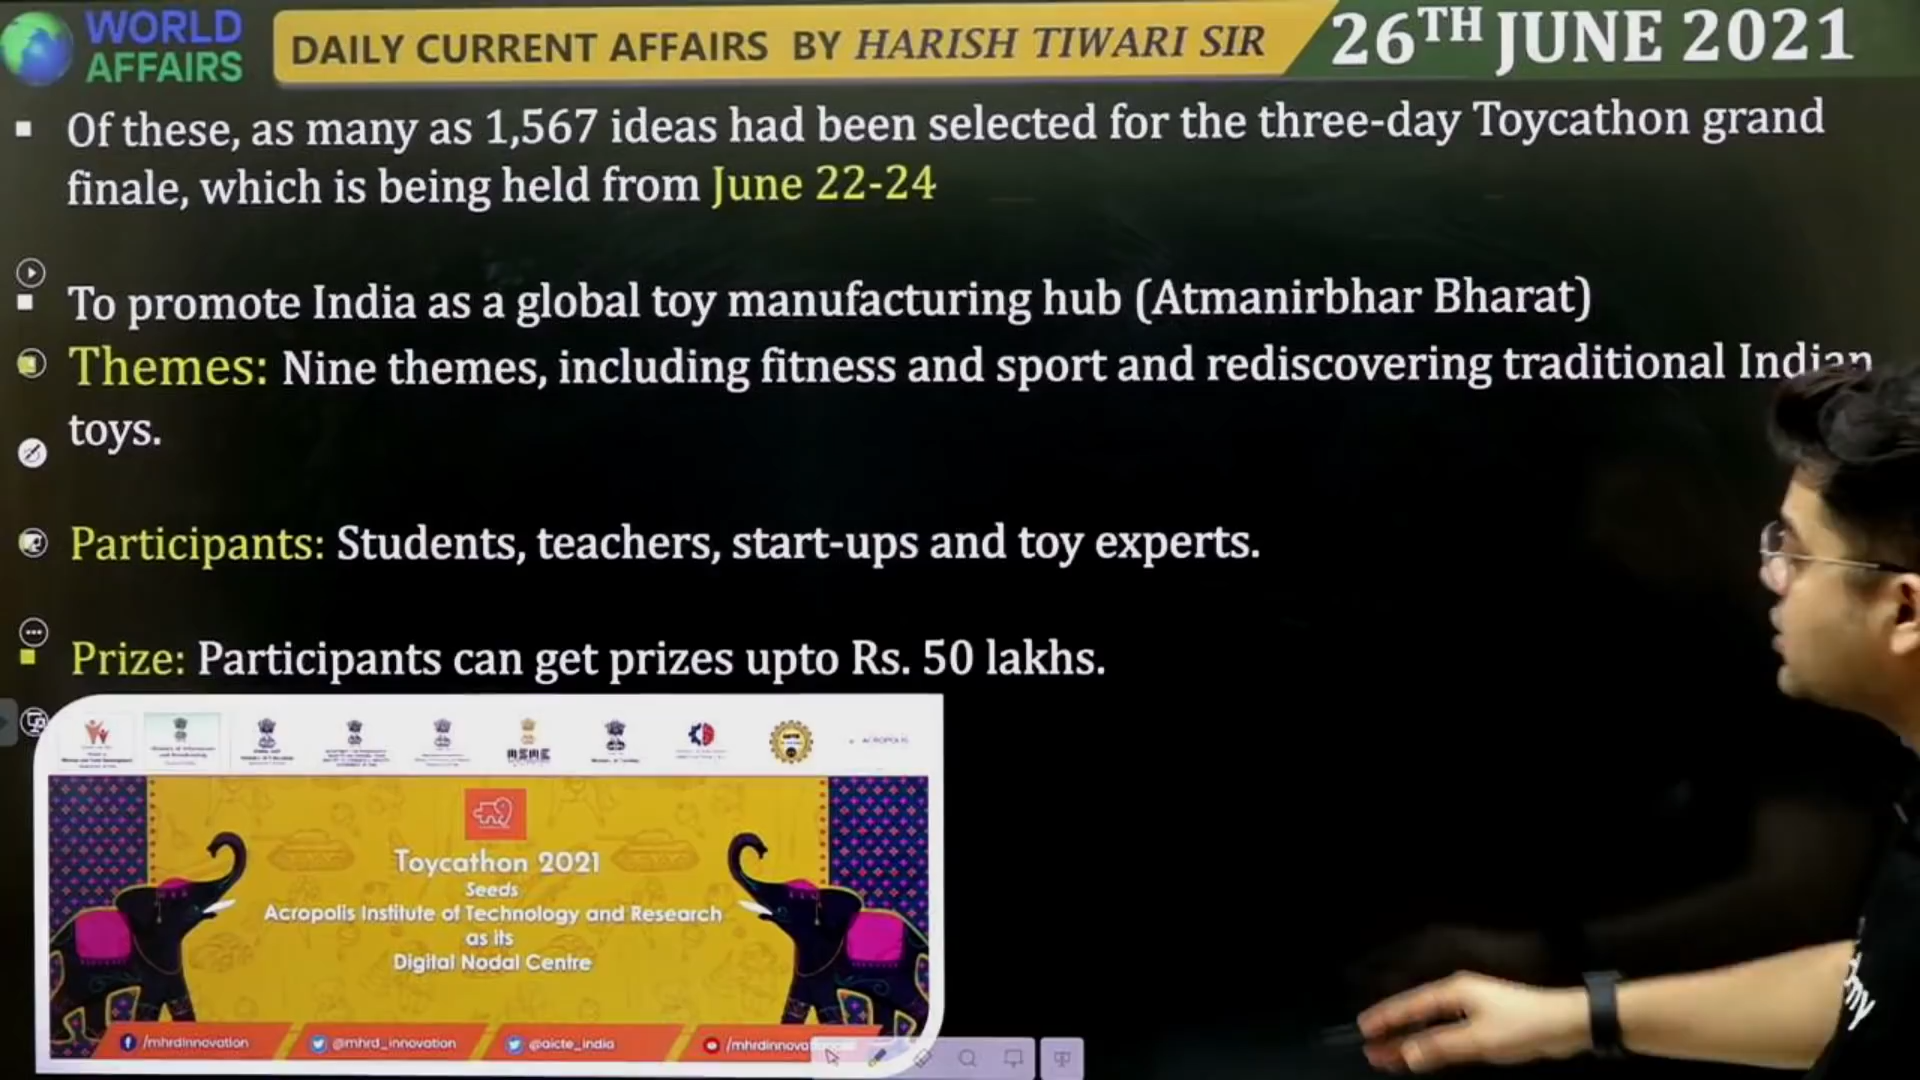 WORLD AFFAIRS
DAILY CURRENT AFFAIRS BY HARISH TIWARI SIR
26TH JUNE 2021
Of these, as many as 1,567 ideas had been selected for the three-day Toycathon grand
finale, which is being held from June 22-24
To promote India as a global toy manufacturing hub (Atmanirbhar Bharat)
Themes: Nine themes, including fitness and sport and rediscovering traditional Indian
toys.
Participants: Students, teachers, start-ups and toy experts.
Prize: Participants can get prizes upto Rs. 50 lakhs.
MSME
ACROPOLIS
Toycathon 2021
Seeds
Acropolis Institute of Technology and Research
as its
Digital Nodal Centre
/mhrdinnovation
@mhrd_innovation
@aicte_india